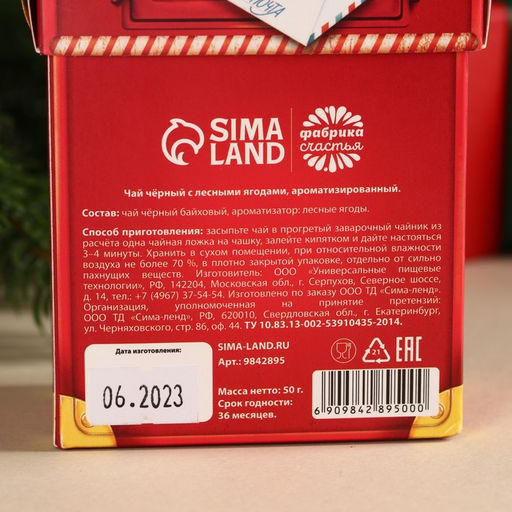 ПОЧТА
SIMA
LAND
фабрика
счастья
Чай чёрный с лесными ягодами, ароматизированный.
Состав: чай чёрный байховый, ароматизатор: лесные ягоды.
Способ приготовления: засыпьте чай в прогретый заварочный чайник из
расчёта одна чайная ложка на чашку, залейте кипятком и дайте настояться
3–4 минуты. Хранить в сухом помещении, при относительной влажности
воздуха не более 70 %, в плотно закрытой упаковке, отдельно от сильно
пахнущих веществ. Изготовитель: ООО «Универсальные пищевые
технологии», РФ, 142204, Московская обл., г. Серпухов, Северное шоссе,
д. 14, тел.: +7 (4967) 37-54-54. Изготовлено по заказу ООО ТД «Сима-ленд».
Организация, уполномоченная на принятие претензий:
ООО ТД «Сима-ленд», РФ, 620010, Свердловская обл., г. Екатеринбург,
ул. Черняховского, стр. 86, оф. 44. ТУ 10.83.13-002-53910435-2014.
Дата изготовления:
06.2023
SIMA-LAND.RU
Арт.: 9842895
Масса нетто: 50 г.
Срок годности:
36 месяцев.
21
EAC
6 909842 895000